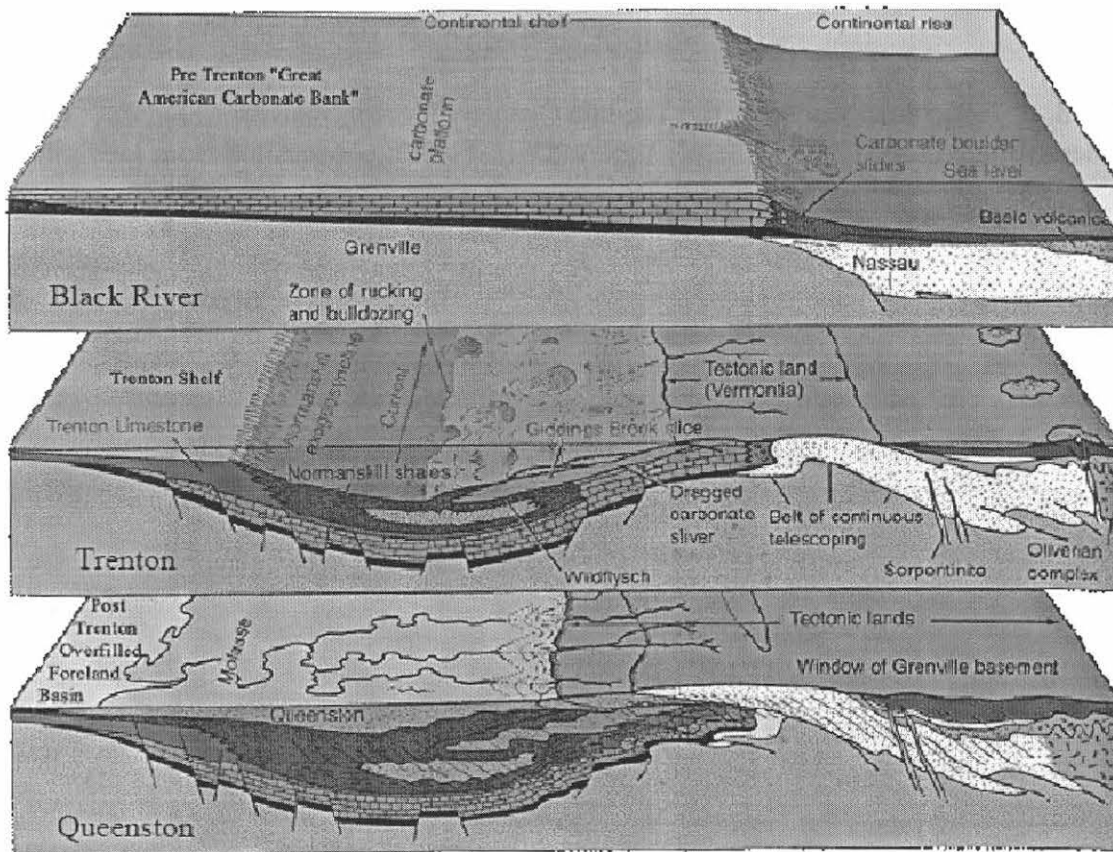 Continental shelf
Continental rise
Pre Trenton "Great
American Carbonate Bank"
Carbonate
platform
Carbonate boulder
slides
Sea level
Basic volcanics
Grenville
Nassau
Black River
Zone of rucking
and bulldozing
Trenton Shelf
Normanskill
Current
Tectonic land
(Vermontia)
Trenton Limestone
Giddings Brook slice
Normanskill shales
Dragged
carbonate
sliver
Belt of continuous
telescoping
Trenton
Wildflysch
Serpentinite
Oliverian
complex
Post
Trenton
Overfilled
Foreland
Basin
Molasse
Tectonic lands
Window of Grenville basement
Queenston
Queenston